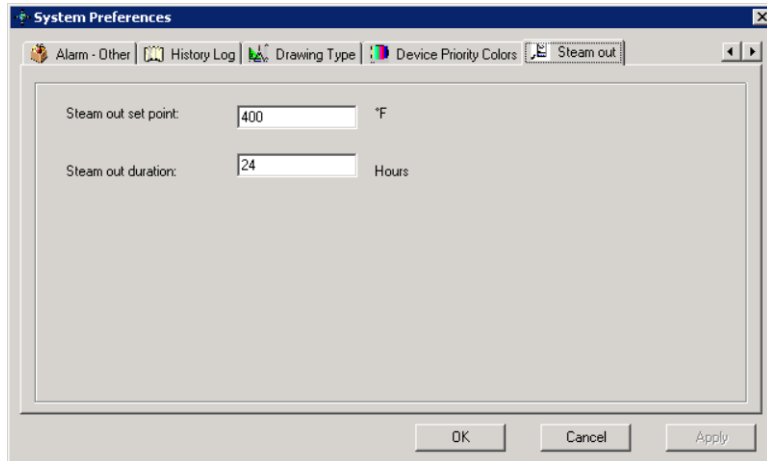 System Preferences
Alarm - Other History Log Drawing Type Device Priority Colors Steam out
Steam out set point: 400 °F
Steam out duration: 24 Hours
OK Cancel Apply